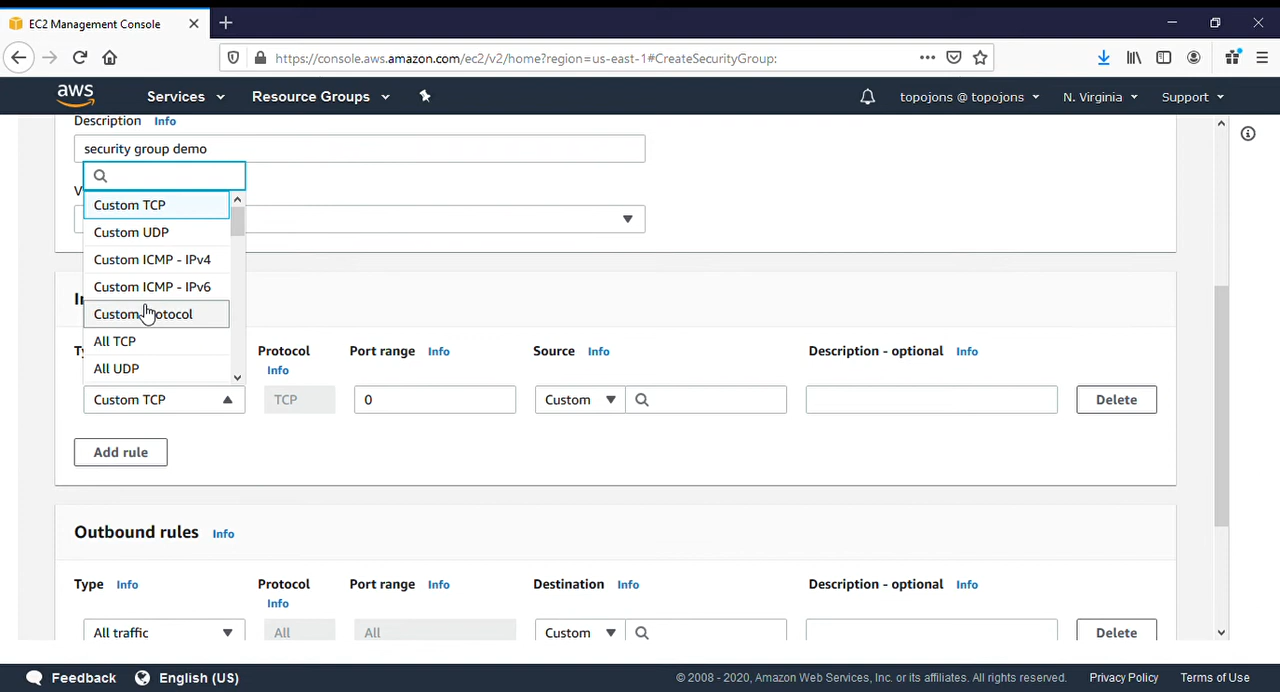 EC2 Management Console
https://console.aws.amazon.com/ec2/v2/home?region=us-east-1#CreateSecurityGroup:
aws
Services
Resource Groups
topojons @ topojons
N. Virginia
Support
Description Info
security group demo
V
Custom TCP
Custom UDP
Custom ICMP - IPv4
Custom ICMP - IPv6
Custom Protocol
All TCP
All UDP
Protocol Info
Port range Info
Source Info
Description - optional Info
Custom TCP
TCP
0
Custom
Delete
Add rule
Outbound rules Info
Type Info
Protocol Info
Port range Info
Destination Info
Description - optional Info
All traffic
All
All
Custom
Delete
Feedback
English (US)
© 2008 - 2020, Amazon Web Services, Inc. or its affiliates. All rights reserved.
Privacy Policy
Terms of Use